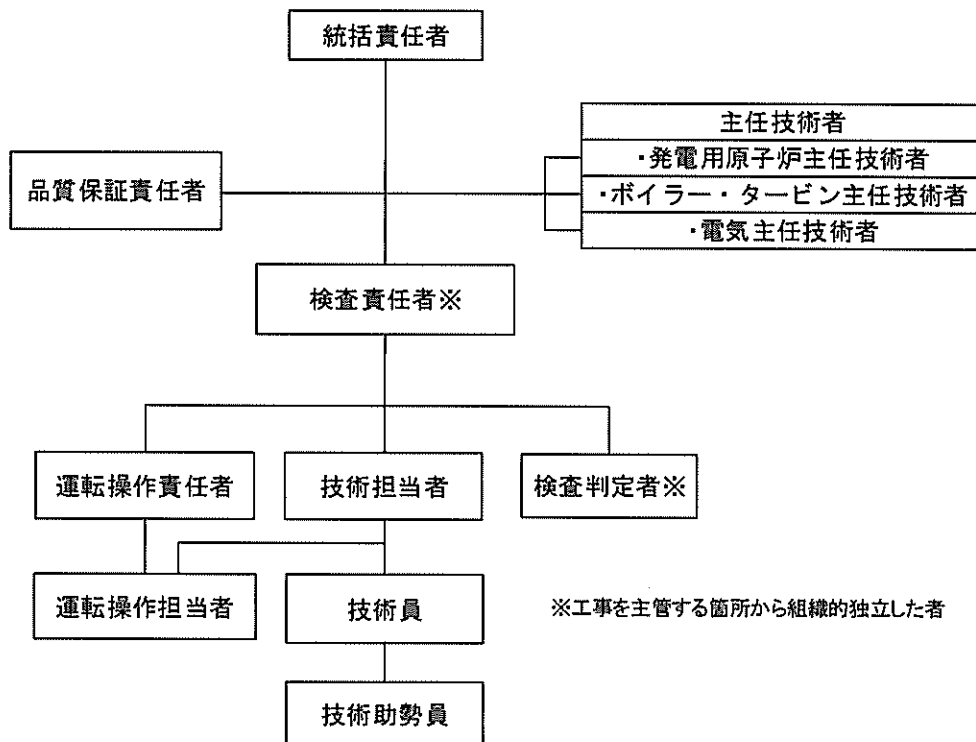 統括責任者
主任技術者
・発電用原子炉主任技術者
品質保証責任者
・ボイラー・タービン主任技術者
・電気主任技術者
検査責任者※
運転操作責任者
技術担当者
検査判定者※
運転操作担当者
技術員
※工事を主管する箇所から組織的独立した者
技術助勢員